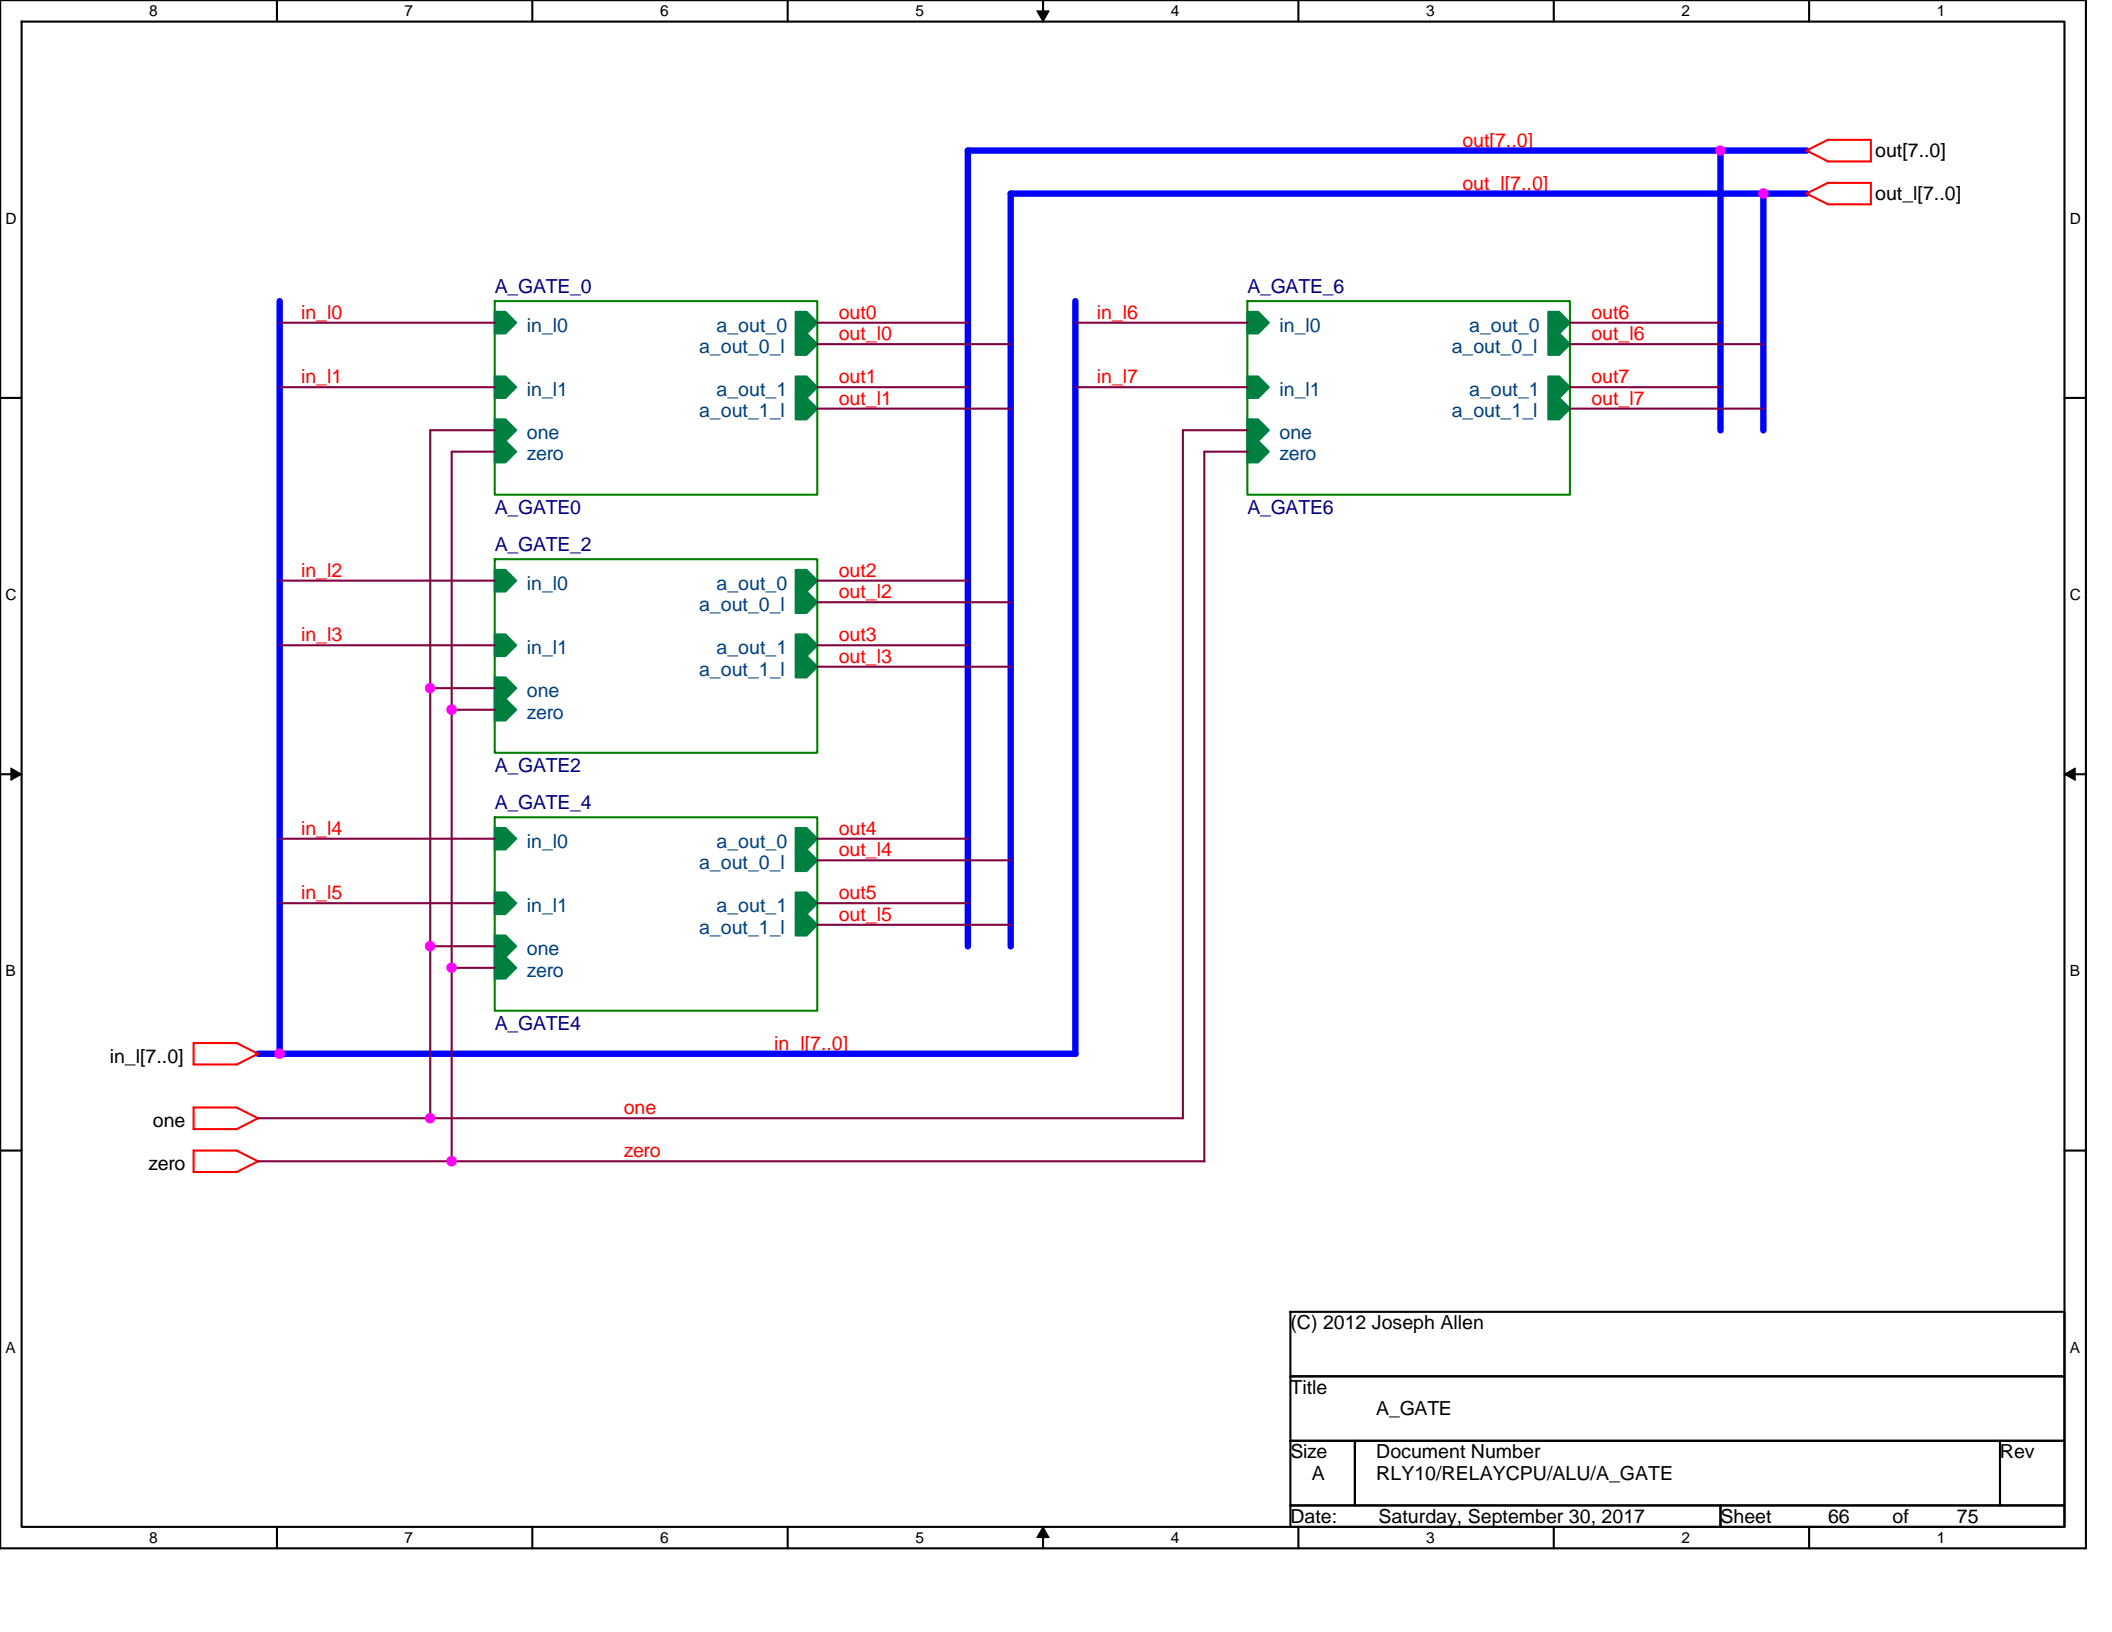 8 7 6 5 4 3 2 1
out[7..0]
out[7..0]
out_l[7..0]
out_l[7..0]
D
D
A_GATE_0
in_l0
in_l0
a_out_0
out0
a_out_0_l
out_l0
in_l1
in_l1
a_out_1
out1
a_out_1_l
out_l1
one
zero
A_GATE0
A_GATE_6
in_l6
in_l0
a_out_0
out6
a_out_0_l
out_l6
in_l7
in_l1
a_out_1
out7
a_out_1_l
out_l7
one
zero
A_GATE6
C
C
A_GATE_2
in_l2
in_l0
a_out_0
out2
a_out_0_l
out_l2
in_l3
in_l1
a_out_1
out3
a_out_1_l
out_l3
one
zero
A_GATE2
A_GATE_4
in_l4
in_l0
a_out_0
out4
a_out_0_l
out_l4
in_l5
in_l1
a_out_1
out5
a_out_1_l
out_l5
one
zero
A_GATE4
B
B
in_l[7..0]
in_l[7..0]
one
one
zero
zero
A
A
(C) 2012 Joseph Allen
Title
A_GATE
Size
A
Document Number
RLY10/RELAYCPU/ALU/A_GATE
Rev
Date: Saturday, September 30, 2017
Sheet 66 of 75
8 7 6 5 4 3 2 1